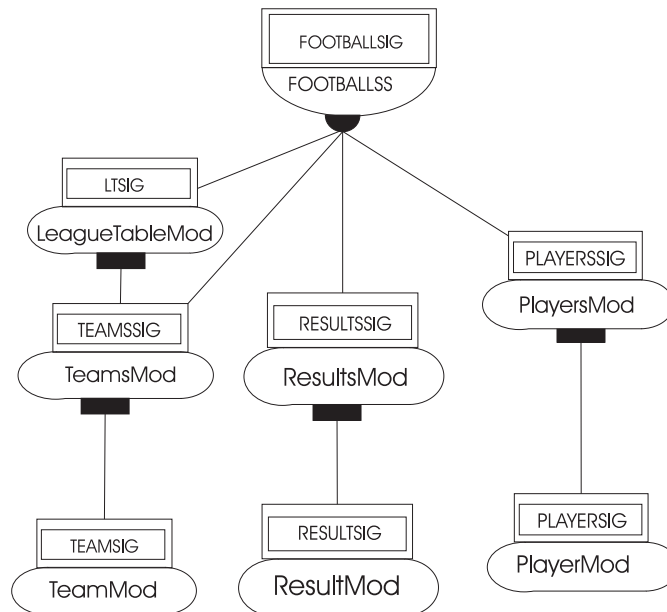 FOOTBALLSIG
FOOTBALLSS
LTSIG
LeagueTableMod
PLAYERSSIG
PlayersMod
TEAMSSIG
TeamsMod
RESULTSSIG
ResultsMod
TEAMSIG
TeamMod
RESULTSIG
ResultMod
PLAYERSIG
PlayerMod